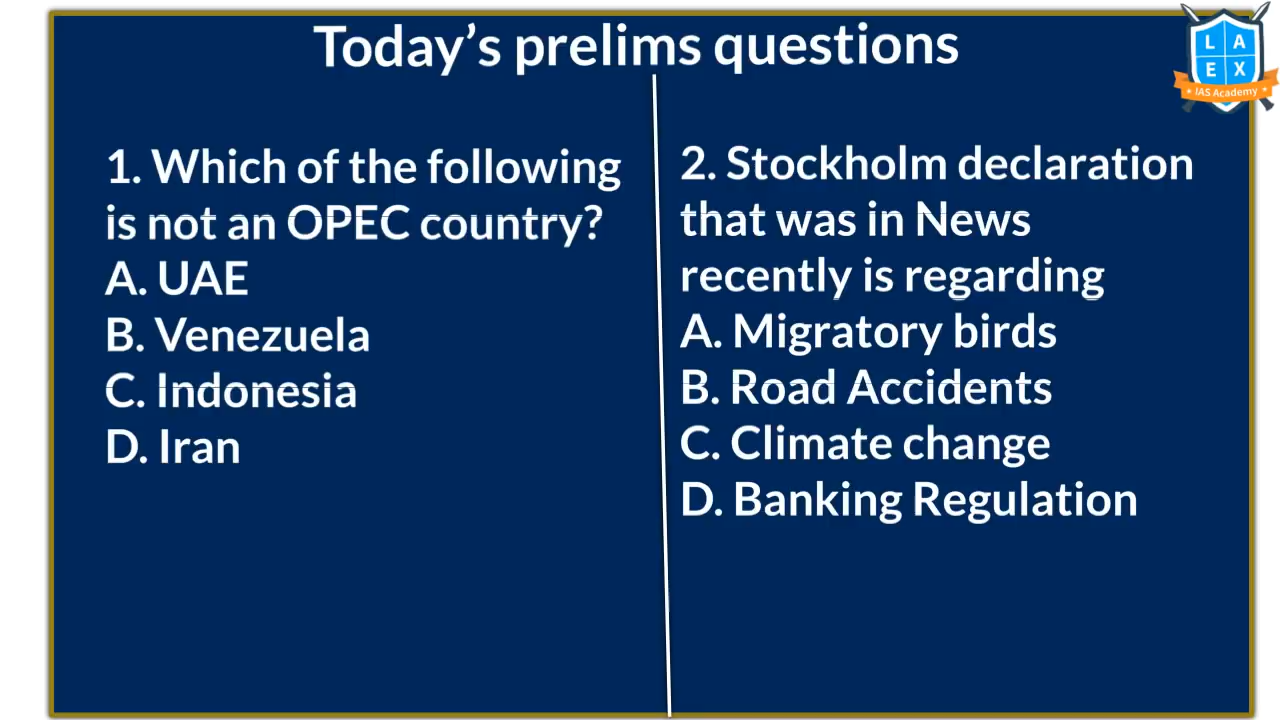 Today’s prelims questions
L A
E X
IAS Academy
1. Which of the following
is not an OPEC country?
A. UAE
B. Venezuela
C. Indonesia
D. Iran
2. Stockholm declaration
that was in News
recently is regarding
A. Migratory birds
B. Road Accidents
C. Climate change
D. Banking Regulation